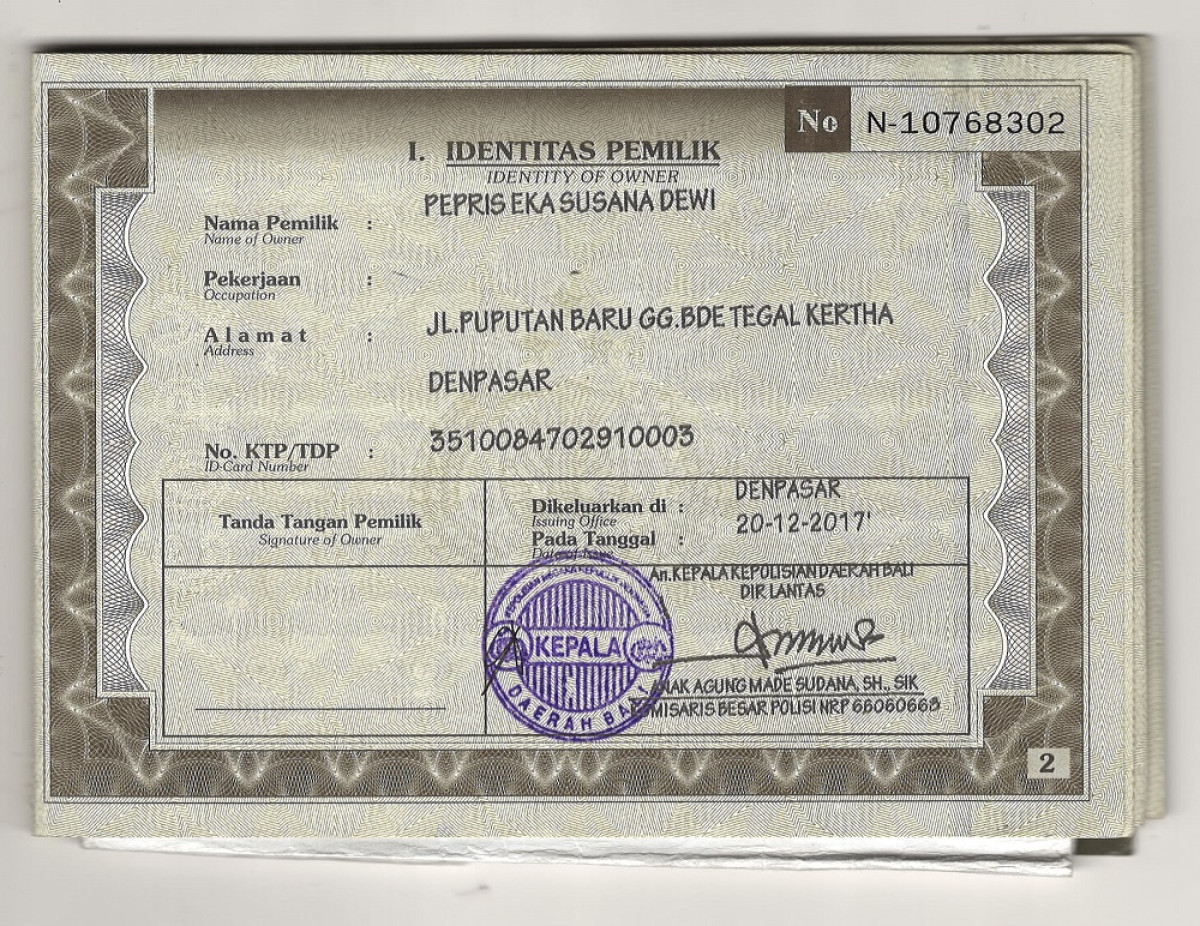 No N-10768302
I. IDENTITAS PEMILIK
IDENTITY OF OWNER
PEPRIS EKA SUSANA DEWI
Nama Pemilik :
Name of Owner
Pekerjaan :
Occupation
Alamat : JL.PUPUTAN BARU GG.BDE TEGAL KERTHA
Address
DENPASAR
No. KTP/TDP : 3510084702910003
ID-Card Number
Tanda Tangan Pemilik
Signature of Owner
Dikeluarkan di : DENPASAR
Issuing Office
Pada Tanggal : 20-12-2017'
Date of Issue
An.KEPALA KEPOLISIAN DAERAH BALI
DIR LANTAS
KEPALA
DAERAH BALI
ANAK AGUNG MADE SUDANA, SH., SIK
KOMISARIS BESAR POLISI NRP 66060668
2